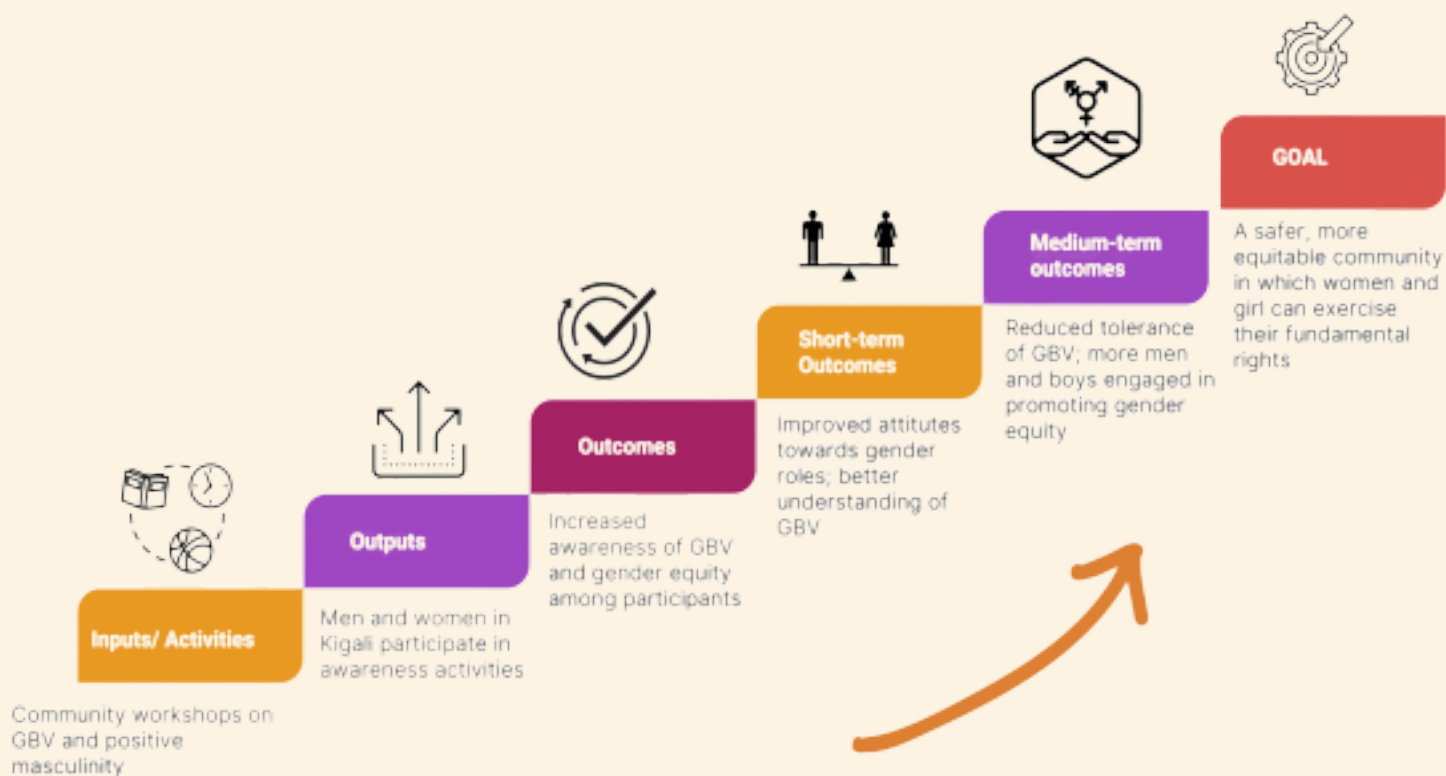 Inputs/ Activities
Community workshops on
GBV and positive
masculinity
Outputs
Men and women in
Kigali participate in
awareness activities
Outcomes
Increased
awareness of GBV
and gender equity
among participants
Short-term
Outcomes
Improved attitutes
towards gender
roles; better
understanding of
GBV
Medium-term
outcomes
Reduced tolerance
of GBV; more men
and boys engaged in
promoting gender
equity
GOAL
A safer, more
equitable community
in which women and
girl can exercise
their fundamental
rights